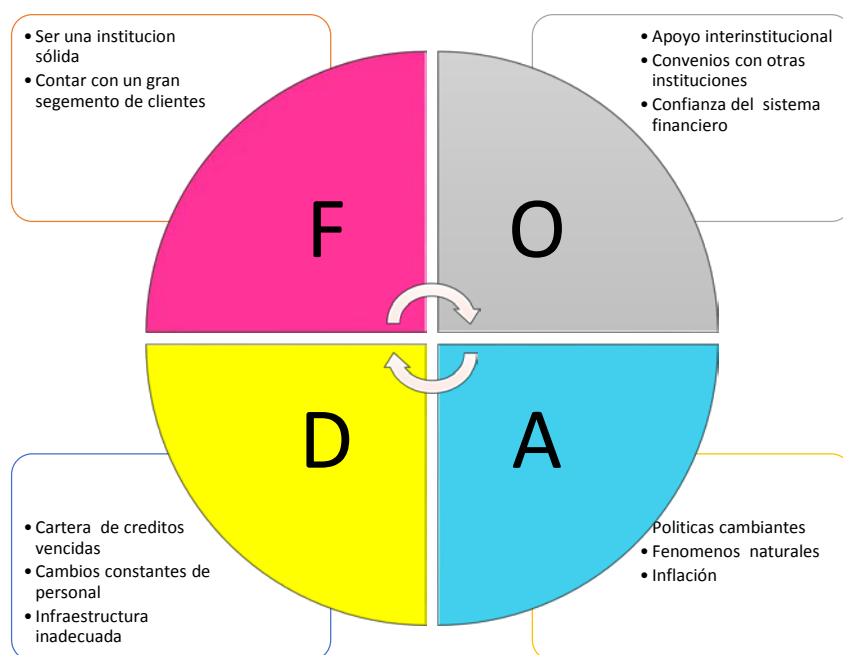 • Ser una institucion
sólida
• Contar con un gran
segemento de clientes
• Apoyo interinstitucional
• Convenios con otras
instituciones
• Confianza del sistema
financiero
F
O
D
A
• Cartera de creditos
vencidas
• Cambios constantes de
personal
• Infraestructura
inadecuada
Politicas cambiantes
• Fenomenos naturales
• Inflación